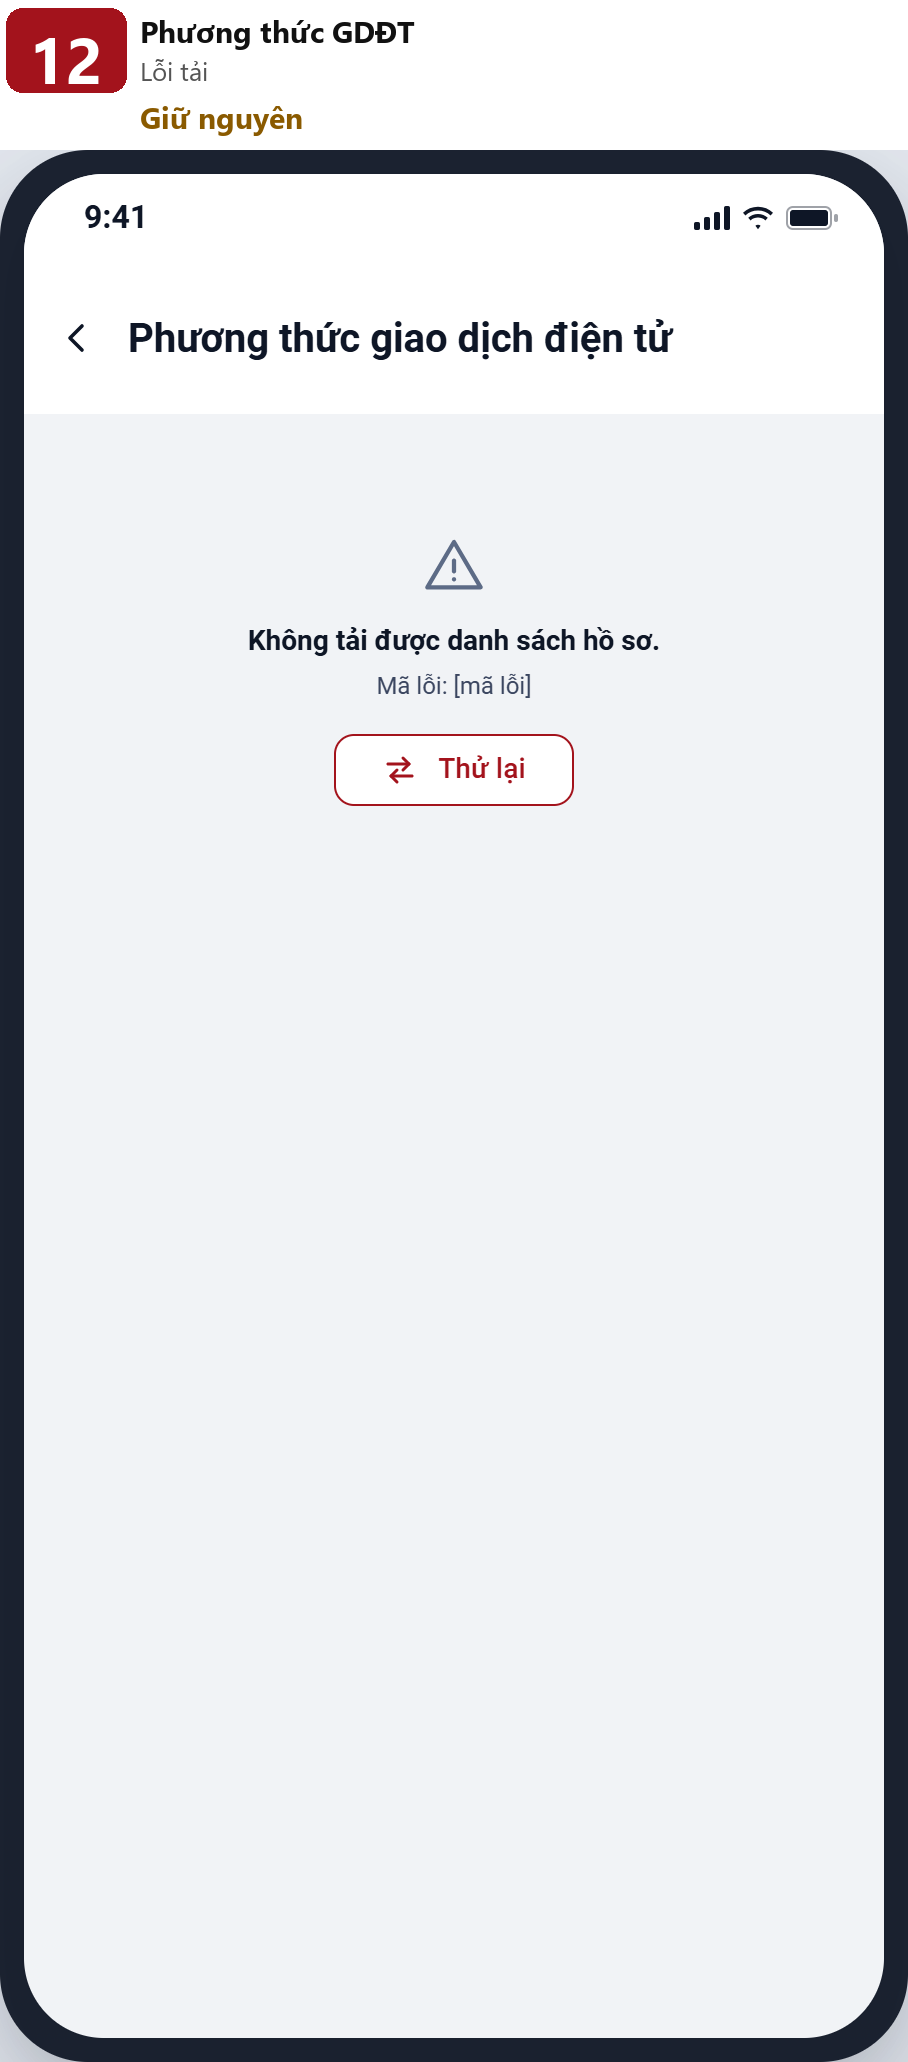 12
Phương thức GDĐT
Lỗi tải
Giữ nguyên
9:41
Phương thức giao dịch điện tử
Không tải được danh sách hồ sơ.
Mã lỗi: [mã lỗi]
Thử lại